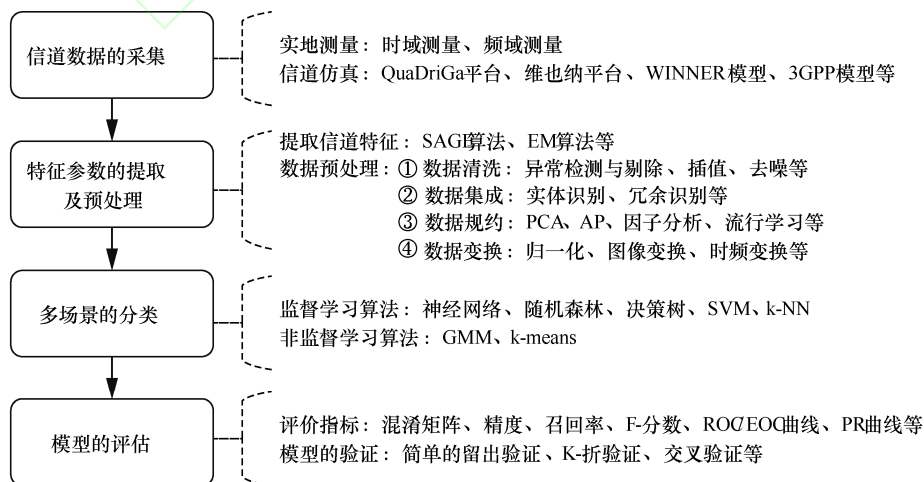 信道数据的采集
实地测量：时域测量、频域测量
信道仿真：QuaDriGa平台、维也纳平台、WINNER模型、3GPP模型等
特征参数的提取
及预处理
提取信道特征：SAGE算法、EM算法等
数据预处理：① 数据清洗：异常检测与剔除、插值、去噪等
② 数据集成：实体识别、冗余识别等
③ 数据规约：PCA、AP、因子分析、流行学习等
④ 数据变换：归一化、图像变换、时频变换等
多场景的分类
监督学习算法：神经网络、随机森林、决策树、SVM、k-NN
非监督学习算法：GMM、k-means
模型的评估
评价指标：混淆矩阵、精度、召回率、F-分数、ROC/EOC曲线、PR曲线等
模型的验证：简单的留出验证、K-折验证、交叉验证等